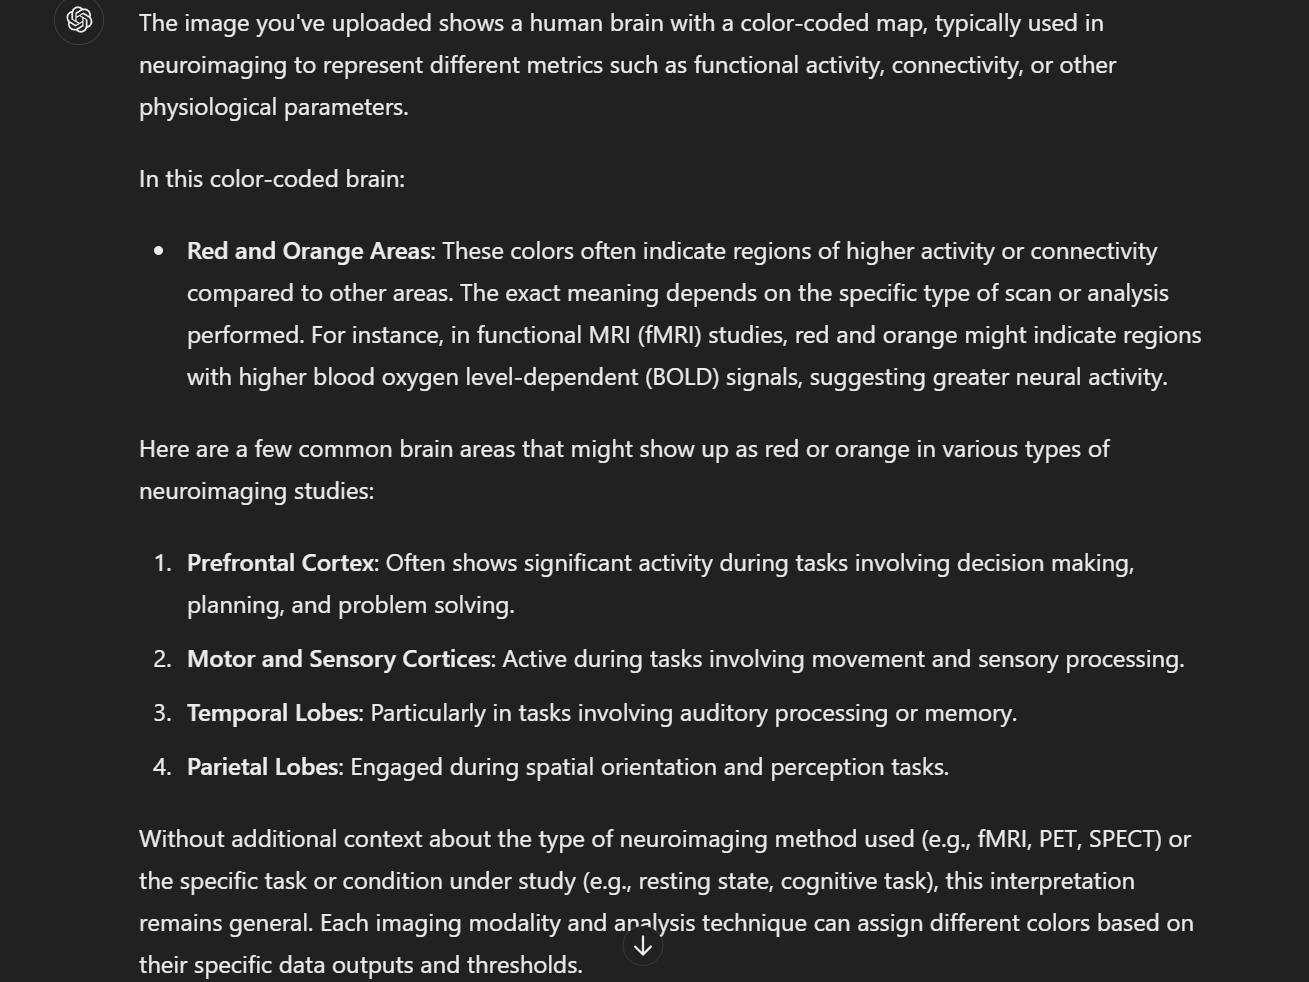 The image you've uploaded shows a human brain with a color-coded map, typically used in
neuroimaging to represent different metrics such as functional activity, connectivity, or other
physiological parameters.
In this color-coded brain:
• Red and Orange Areas: These colors often indicate regions of higher activity or connectivity
compared to other areas. The exact meaning depends on the specific type of scan or analysis
performed. For instance, in functional MRI (fMRI) studies, red and orange might indicate regions
with higher blood oxygen level-dependent (BOLD) signals, suggesting greater neural activity.
Here are a few common brain areas that might show up as red or orange in various types of
neuroimaging studies:
1. Prefrontal Cortex: Often shows significant activity during tasks involving decision making,
planning, and problem solving.
2. Motor and Sensory Cortices: Active during tasks involving movement and sensory processing.
3. Temporal Lobes: Particularly in tasks involving auditory processing or memory.
4. Parietal Lobes: Engaged during spatial orientation and perception tasks.
Without additional context about the type of neuroimaging method used (e.g., fMRI, PET, SPECT) or
the specific task or condition under study (e.g., resting state, cognitive task), this interpretation
remains general. Each imaging modality and analysis technique can assign different colors based on
their specific data outputs and thresholds.